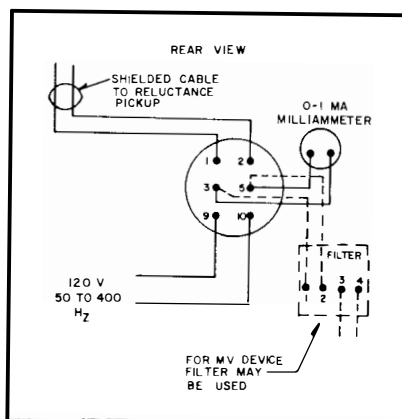 REAR VIEW
SHIELDED CABLE
TO RELUCTANCE
PICKUP
0-1 MA
MILLIAMMETER
1 2
3 5
9 10
FILTER
2 3 4
120 V
50 TO 400
HZ
FOR MV DEVICE
FILTER MAY
BE USED